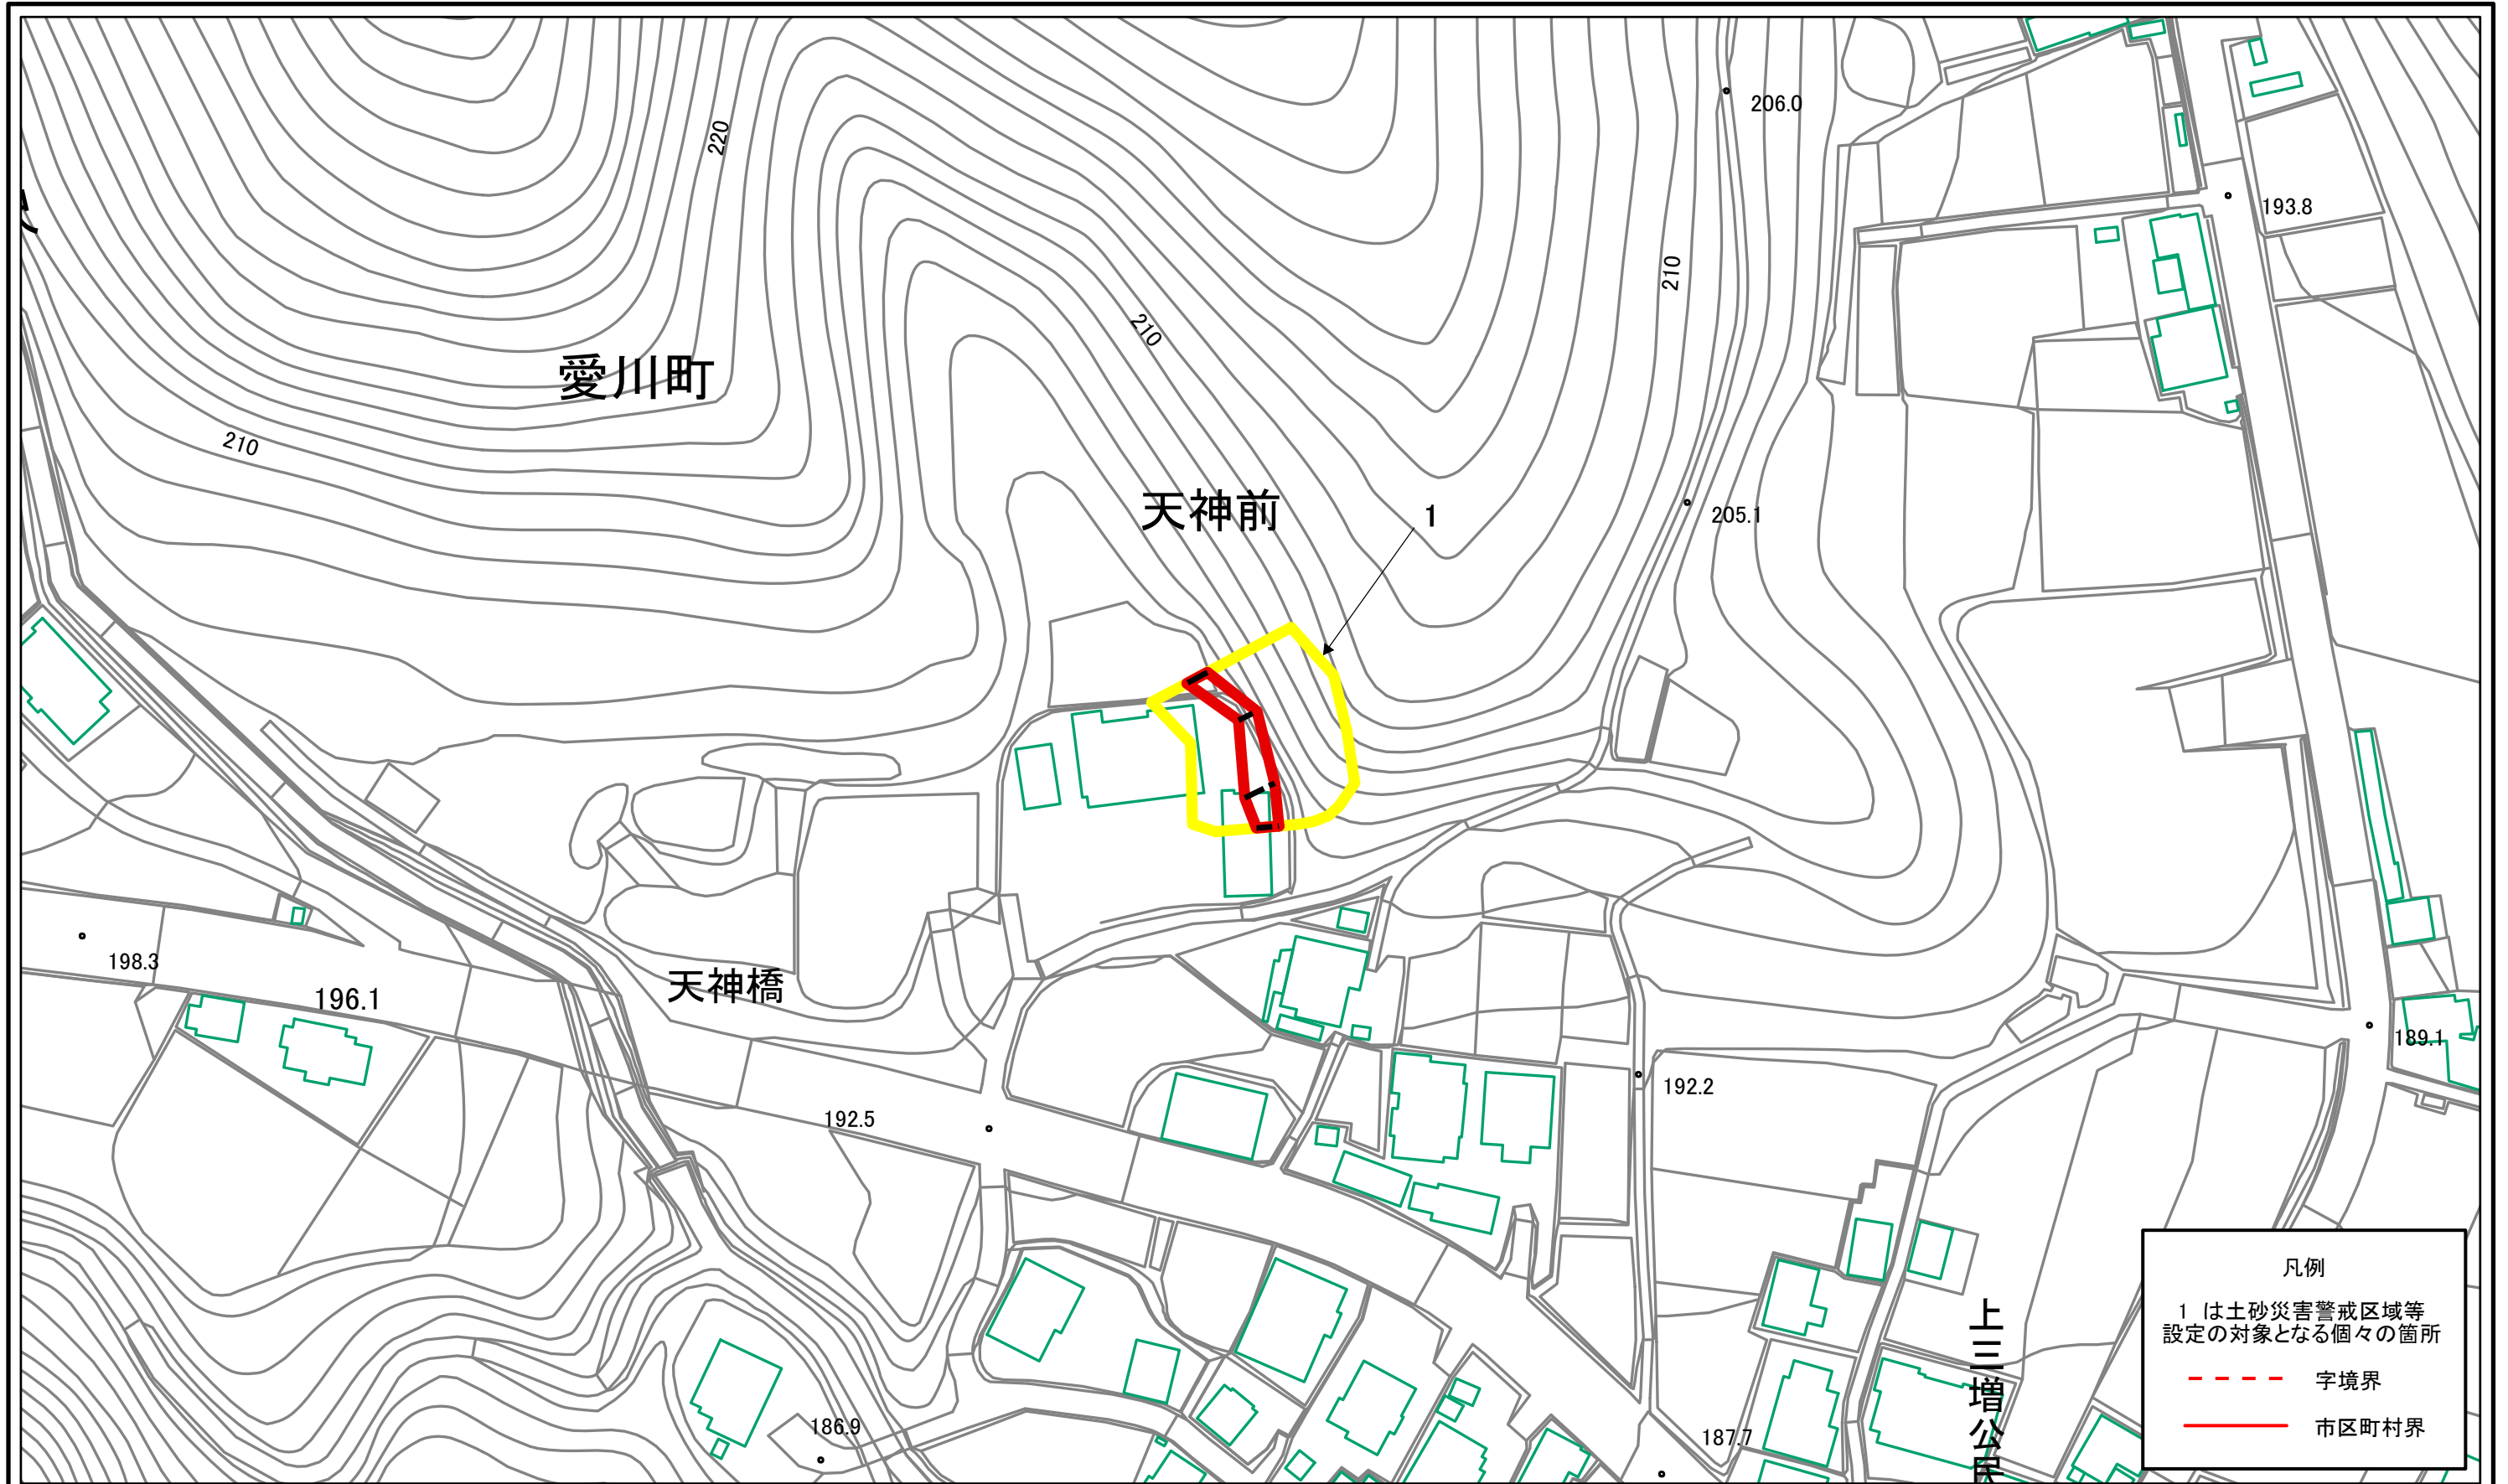 206.0
220
193.8
210
210
愛川町
210
天神前
1
205.1
198.3
天神橋
196.1
189.1
192.2
192.5
凡例
1 は土砂災害警戒区域等
設定の対象となる個々の箇所
字境界
市区町村界
上三増公民
186.9
187.7